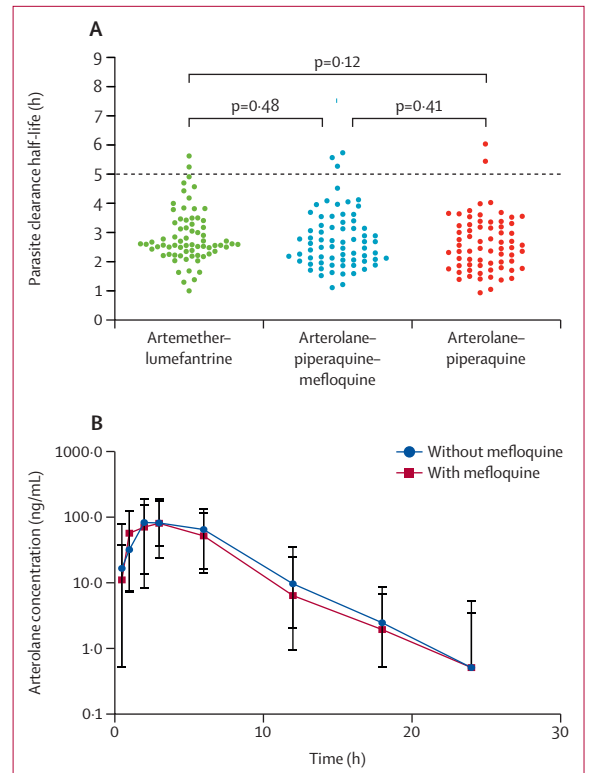 A
9
8
7
6
5
4
3
2
1
0
Parasite clearance half-life (h)
p=0·12
p=0·48
p=0·41
Artemether–
lumefantrine
Arterolane–
piperaquine–
mefloquine
Arterolane–
piperaquine
B
1000·0
100·0
10·0
1·0
0·1
Arterolane concentration (ng/mL)
Without mefloquine
With mefloquine
0
10
20
30
Time (h)